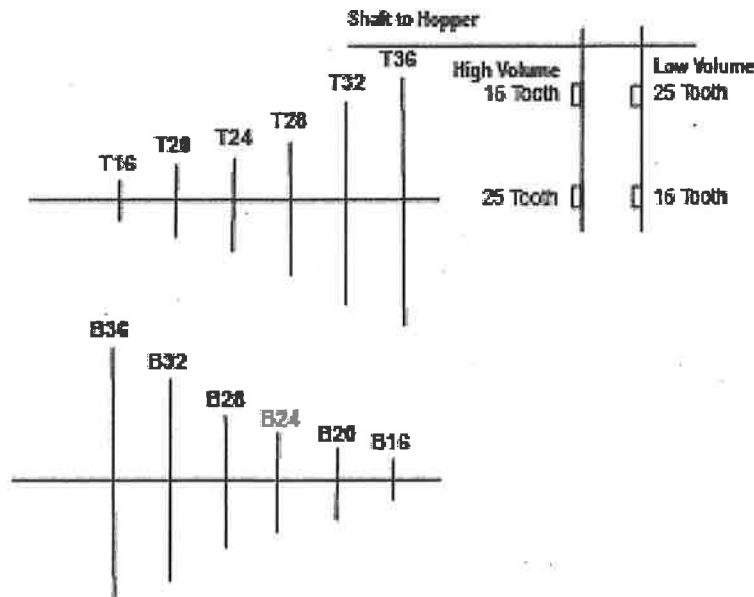 Shaft to Hopper
T16
T20
T24
T28
T32
T36
High Volume
16 Tooth
Low Volume
25 Tooth
25 Tooth
16 Tooth
B36
B32
B28
B24
B20
B16